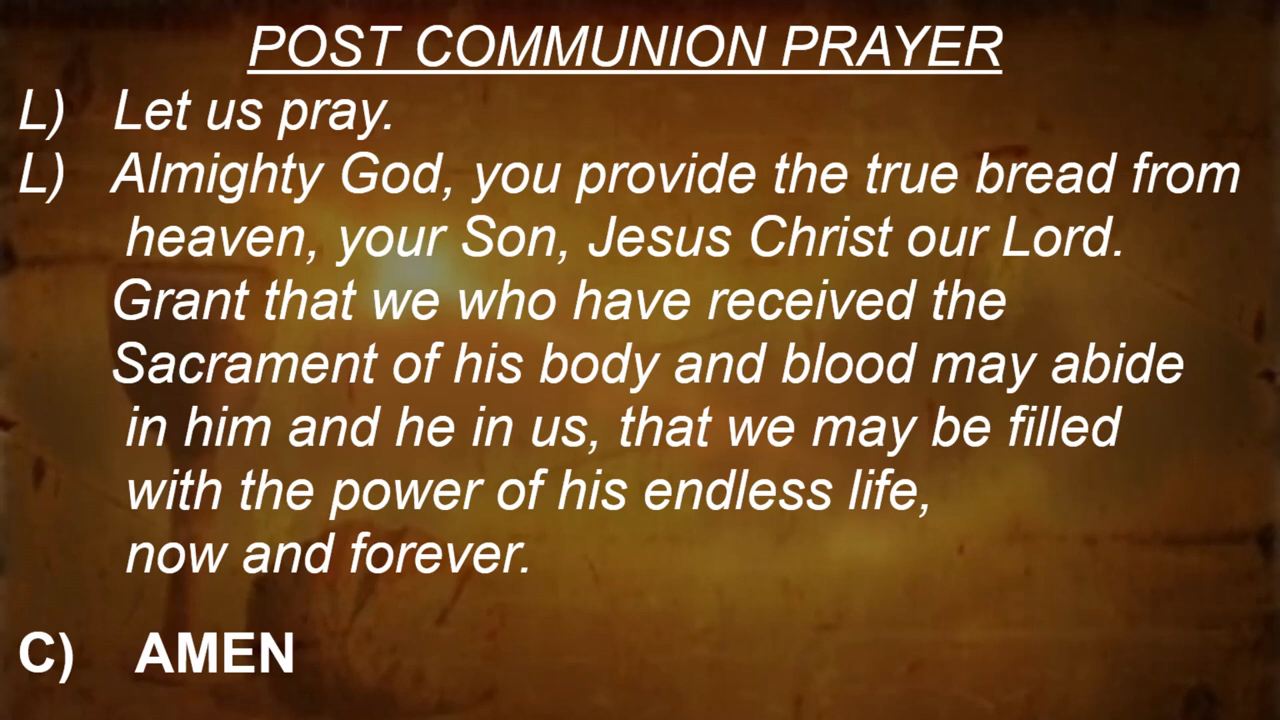 POST COMMUNION PRAYER
L) Let us pray.
L) Almighty God, you provide the true bread from
heaven, your Son, Jesus Christ our Lord.
Grant that we who have received the
Sacrament of his body and blood may abide
in him and he in us, that we may be filled
with the power of his endless life,
now and forever.
C) AMEN